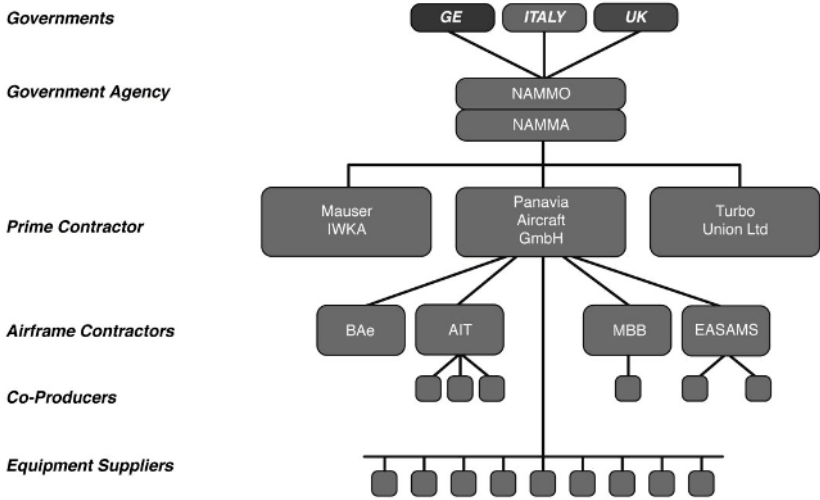 Governments
GE
ITALY
UK
Government Agency
NAMMO
NAMMA
Prime Contractor
Mauser
IWKA
Panavia
Aircraft
GmbH
Turbo
Union Ltd
Airframe Contractors
BAe
AIT
MBB
EASAMS
Co-Producers
Equipment Suppliers